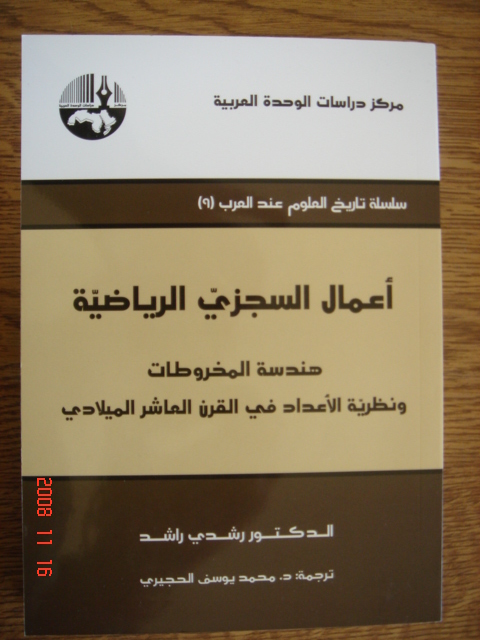 مركز دراسات الوحدة العربية
سلسلة تاريخ العلوم عند العرب (٩)
أعمال السجزيّ الرياضيّة
هندسة المخروطات
ونظريّة الأعداد في القرن العاشر الميلادي
الدكتور رشدي راشد
ترجمة: د. محمد يوسف الحجيري
2008 11 16